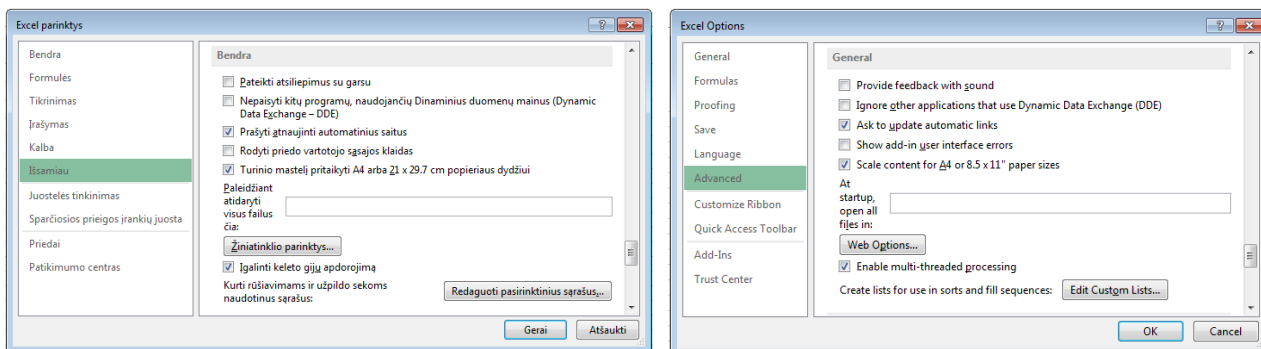 Excel parinktys
Bendra
Formulės
Tikrinimas
Įrašymas
Kalba
Išsamiau
Juostelės tinkinimas
Sparčiosios prieigos įrankių juosta
Priedai
Patikimumo centras
Bendra
Pateikti atsiliepimus su garsu
Nepaisyti kitų programų, naudojančių Dinaminius duomenų mainus (Dynamic
Data Exchange – DDE)
Prašyti atnaujinti automatinius saitus
Rodyti priedo vartotojo sąsajos klaidas
Turinio mastelį pritaikyti A4 arba 21 x 29.7 cm popieriaus dydžiui
Paleidžiant
atidaryti
visus failus
čia:
Žiniatinklio parinktys...
Įgalinti keleto gijų apdorojimą
Kurti rūšiavimams ir užpildo sekoms
naudotinus sąrašus:
Redaguoti pasirinktinius sąrašus...
Gerai
Atšaukti
Excel Options
General
Formulas
Proofing
Save
Language
Advanced
Customize Ribbon
Quick Access Toolbar
Add-Ins
Trust Center
General
Provide feedback with sound
Ignore other applications that use Dynamic Data Exchange (DDE)
Ask to update automatic links
Show add-in user interface errors
Scale content for A4 or 8.5 x 11" paper sizes
At
startup,
open all
files in:
Web Options...
Enable multi-threaded processing
Create lists for use in sorts and fill sequences:
Edit Custom Lists...
OK
Cancel